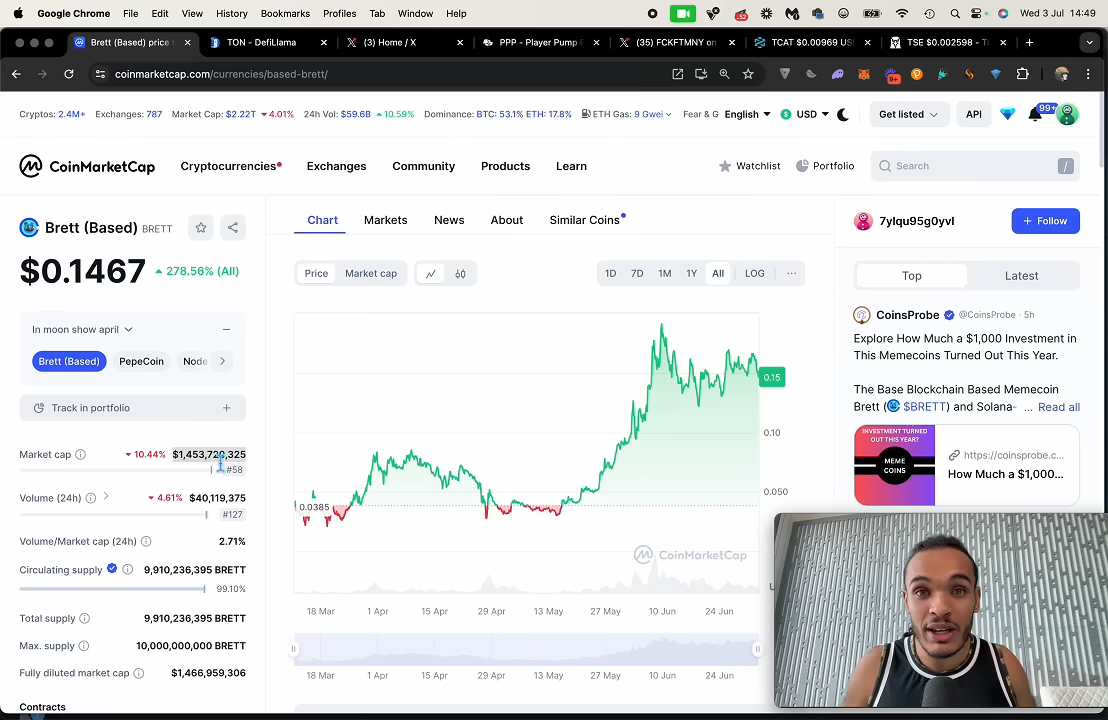 Google Chrome File Edit View History Bookmarks Profiles Tab Window Help 52 Wed 3 Jul 14:49
Brett (Based) price t TON - DefiLlama (3) Home / X PPP - Player Pump F (35) FCKFTMNY on TCAT $0.00969 US TSE $0.002598 - TC
coinmarketcap.com/currencies/based-brett/ 9+
Cryptos: 2.4M+ Exchanges: 787 Market Cap: $2.22T 4.01% 24h Vol: $59.6B 10.59% Dominance: BTC: 53.1% ETH: 17.8% ETH Gas: 9 Gwei Fear & G English USD Get listed API 99+
CoinMarketCap Cryptocurrencies Exchanges Community Products Learn Watchlist Portfolio Search /
Brett (Based) BRETT
$0.1467 278.56% (All)
In moon show april
Brett (Based) PepeCoin Node
Track in portfolio
Market cap 10.44% $1,453,729,325
#58
Volume (24h) 4.61% $40,119,375
#127
Volume/Market cap (24h) 2.71%
Circulating supply 9,910,236,395 BRETT
99.10%
Total supply 9,910,236,395 BRETT
Max. supply 10,000,000,000 BRETT
Fully diluted market cap $1,466,959,306
Contracts
Chart Markets News About Similar Coins
Price Market cap 1D 7D 1M 1Y All LOG ...
0.15
0.10
0.050
0.0385
CoinMarketCap
18 Mar 1 Apr 15 Apr 29 Apr 13 May 27 May 10 Jun 24 Jun
18 Mar 1 Apr 15 Apr 29 Apr 13 May 27 May 10 Jun 24 Jun
7ylqu95g0yvl + Follow
Top Latest
CoinsProbe @CoinsProbe · 5h
Explore How Much a $1,000 Investment in
This Memecoins Turned Out This Year.
The Base Blockchain Based Memecoin
Brett ( $BRETT) and Solana- ... Read all
INVESTMENT TURNED
OUT THIS YEAR?
MEME
COINS
https://coinsprobe.c...
How Much a $1,000...